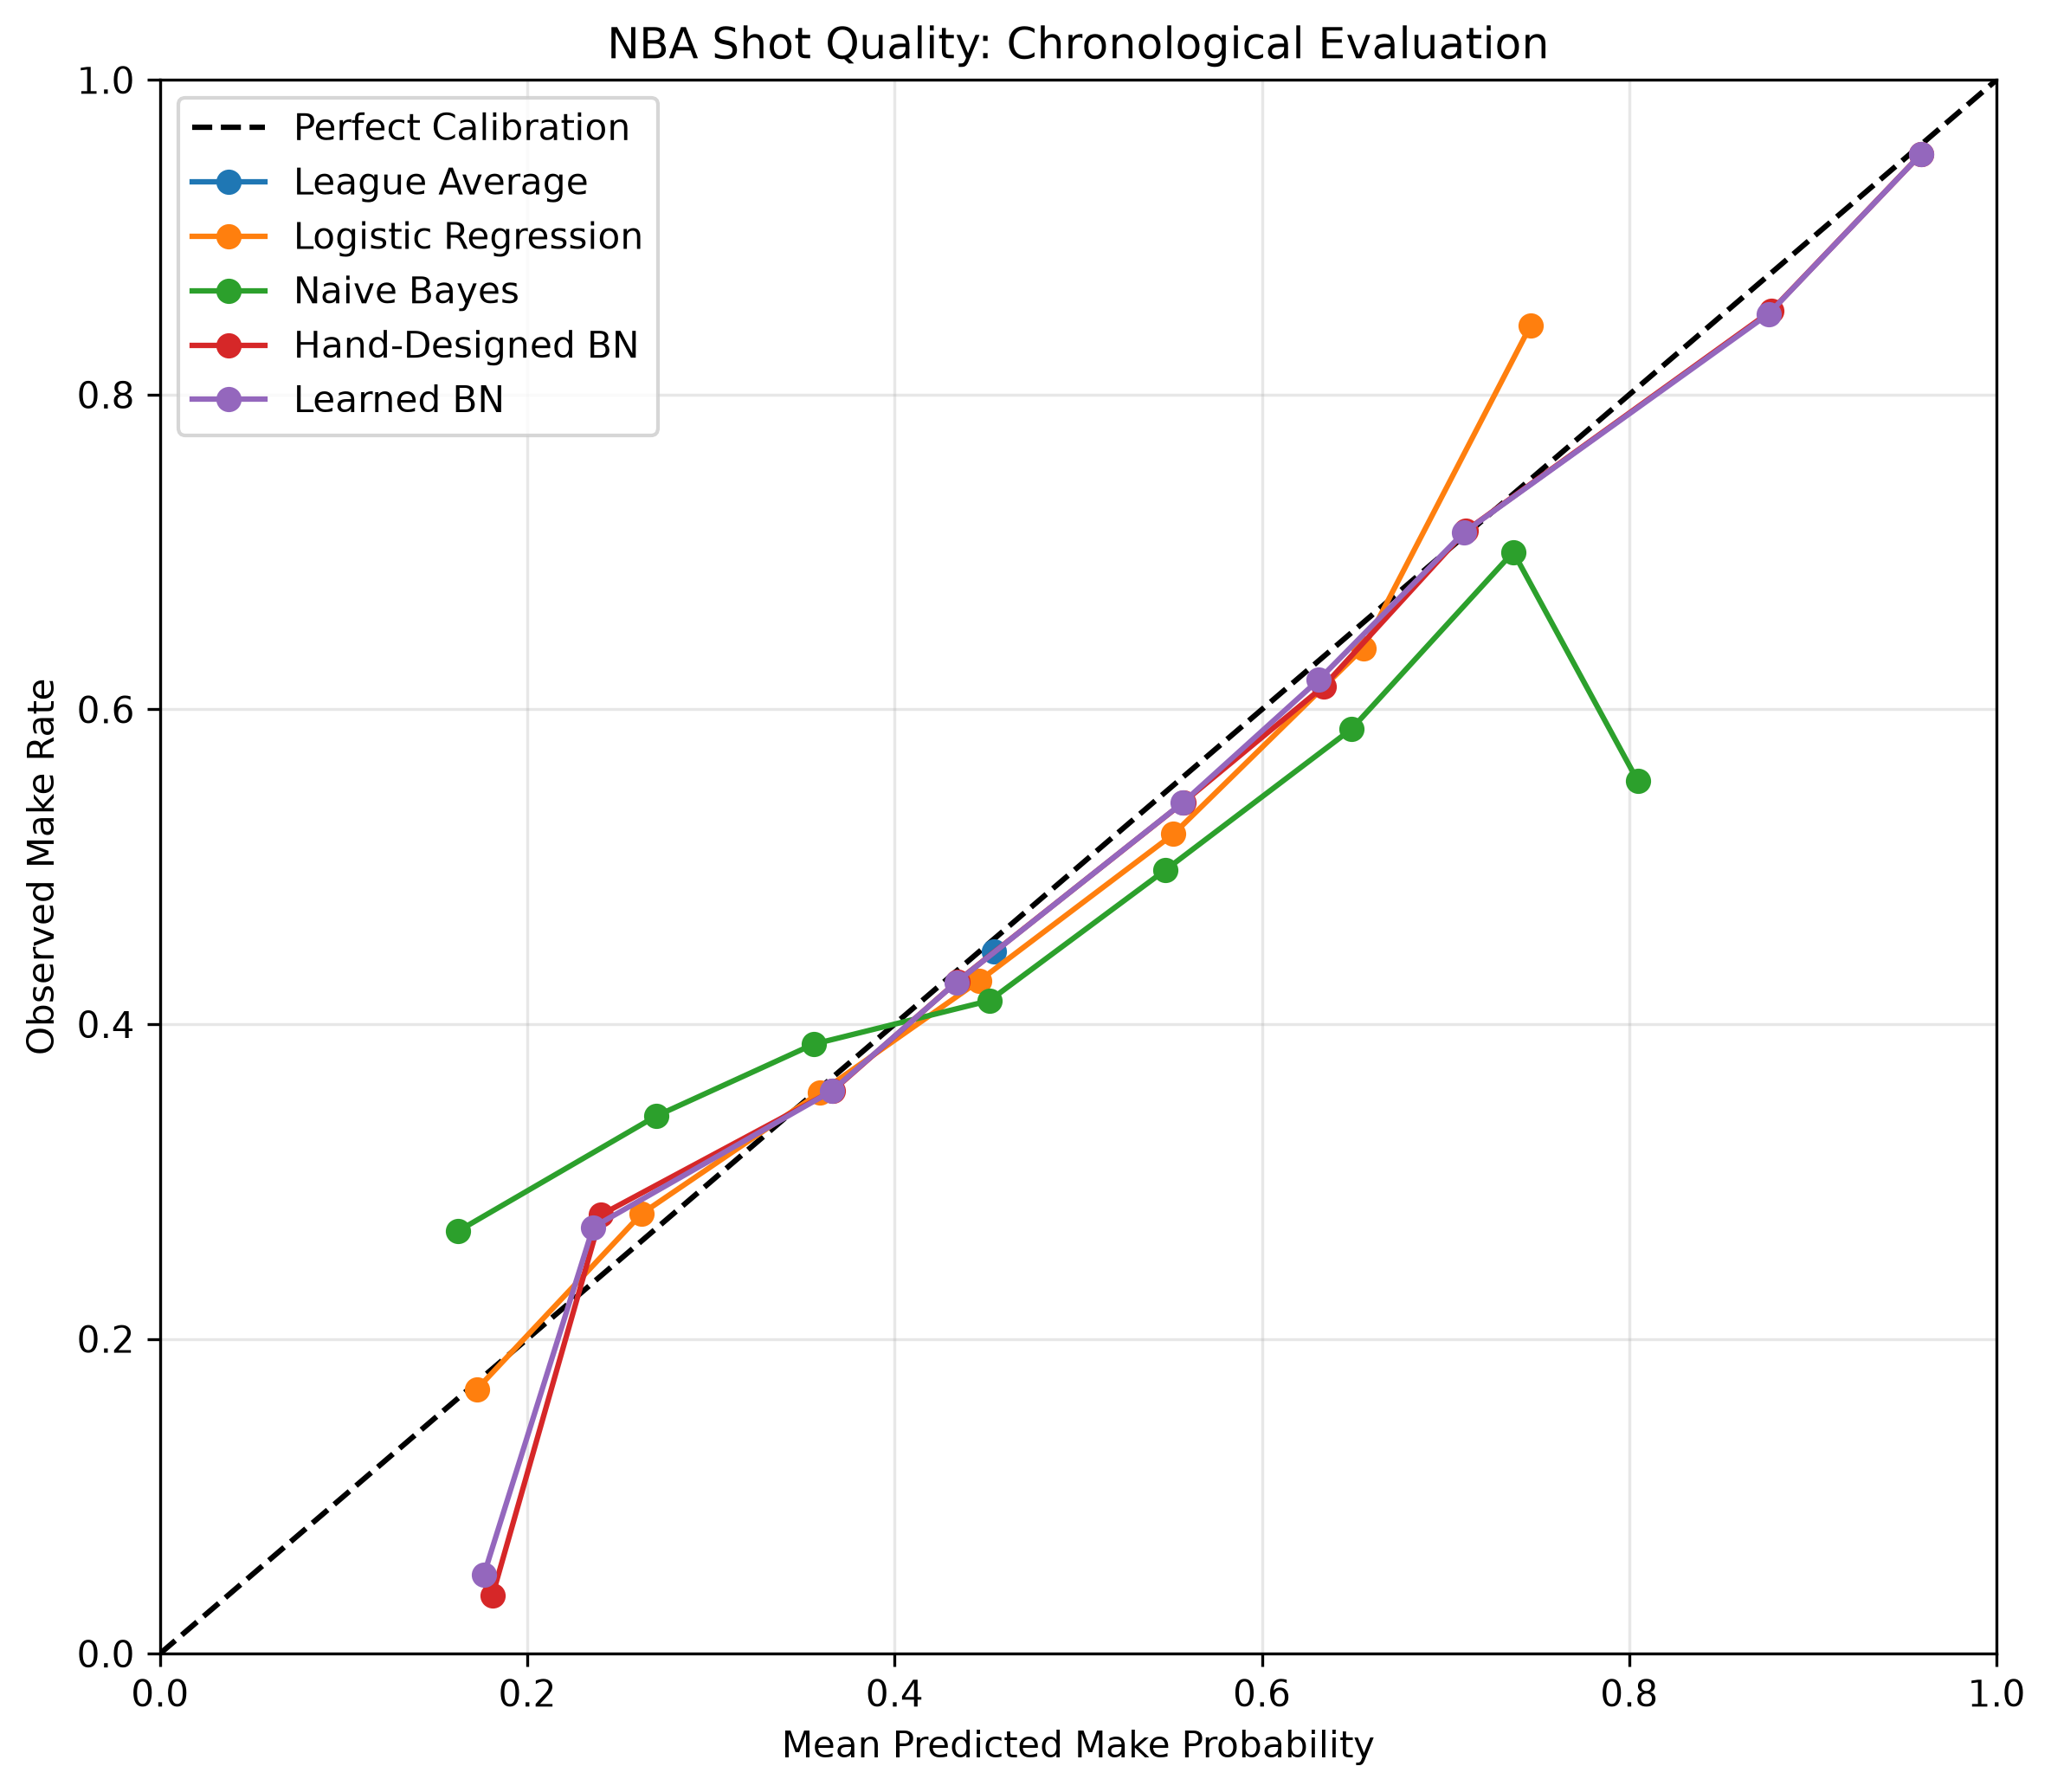 NBA Shot Quality: Chronological Evaluation
1.0
Perfect Calibration
League Average
Logistic Regression
Naive Bayes
Hand-Designed BN
Learned BN
0.8
0.6
0.4
0.2
0.0
Observed Make Rate
0.0 0.2 0.4 0.6 0.8 1.0
Mean Predicted Make Probability